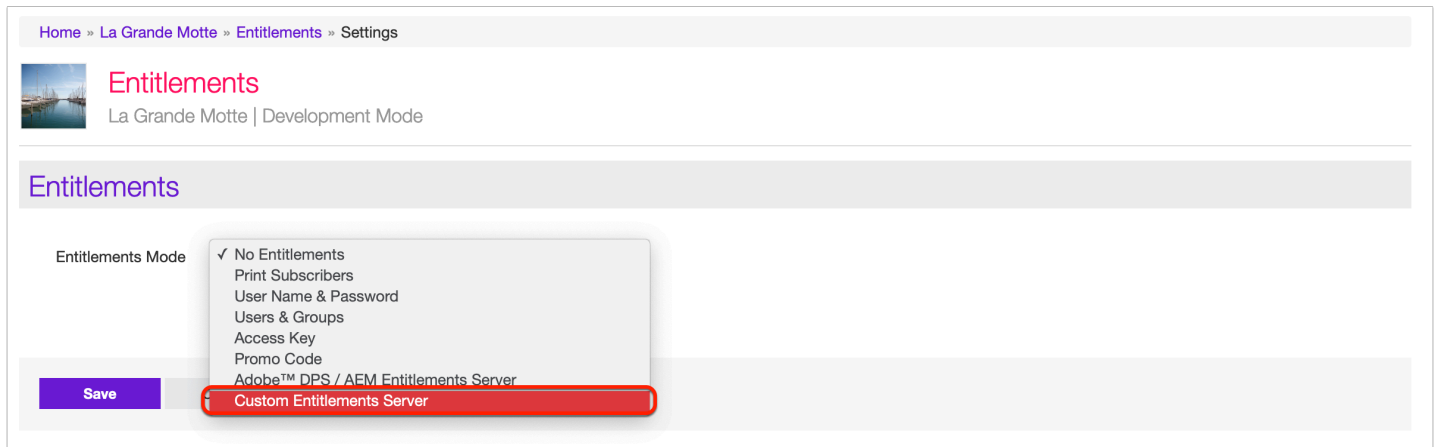 Home » La Grande Motte » Entitlements » Settings
Entitlements
La Grande Motte | Development Mode
Entitlements
Entitlements Mode
✓ No Entitlements
Print Subscribers
User Name & Password
Users & Groups
Access Key
Promo Code
Adobe™ DPS / AEM Entitlements Server
Custom Entitlements Server
Save